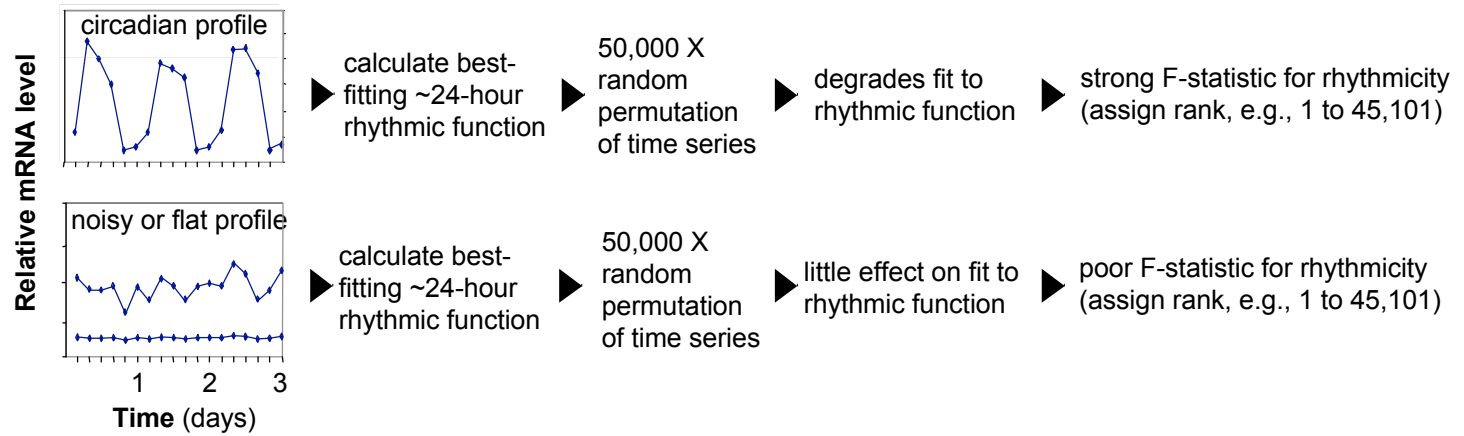 Relative mRNA level
circadian profile
calculate best-
fitting ~24-hour
rhythmic function
50,000 X
random
permutation
of time series
degrades fit to
rhythmic function
strong F-statistic for rhythmicity
(assign rank, e.g., 1 to 45,101)
noisy or flat profile
calculate best-
fitting ~24-hour
rhythmic function
50,000 X
random
permutation
of time series
little effect on fit to
rhythmic function
poor F-statistic for rhythmicity
(assign rank, e.g., 1 to 45,101)
1 2 3
Time (days)